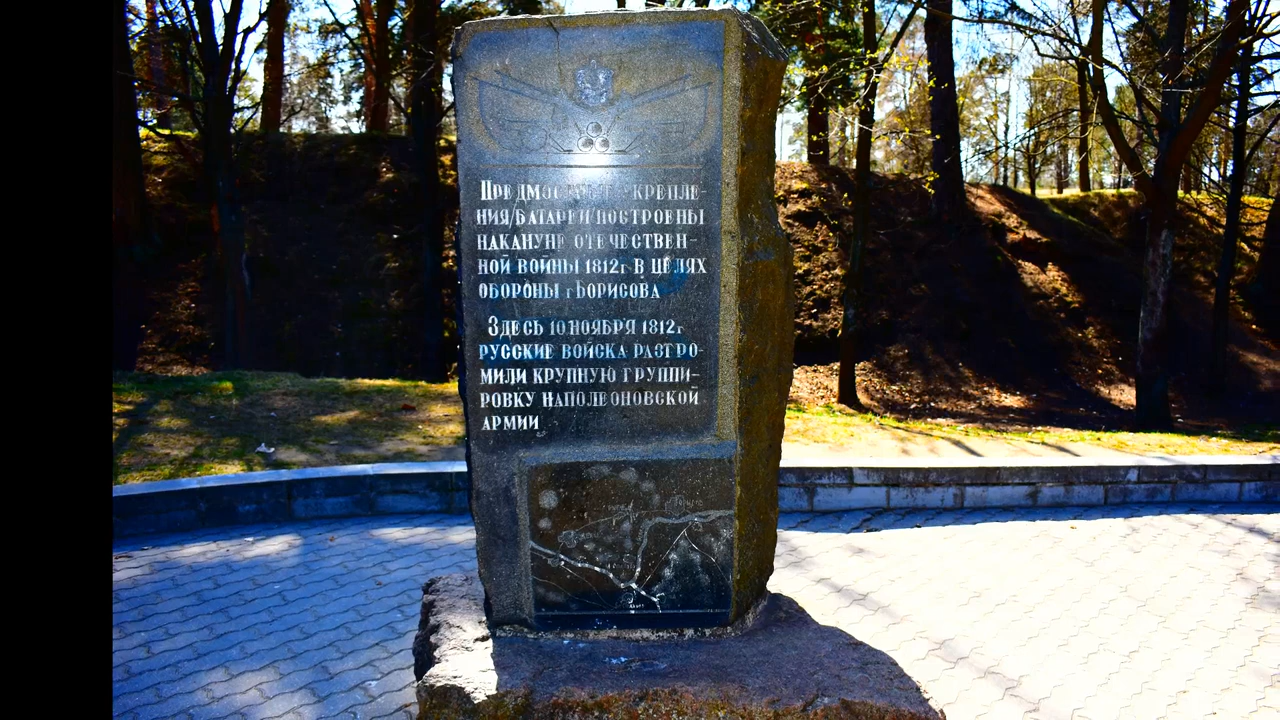 ПРЕДМОСТНЫЕ УКРЕПЛЕ-
НИЯ/БАТАРЕИ ПОСТРОЕНЫ
НАКАНУНЕ ОТЕЧЕСТВЕН-
НОЙ ВОЙНЫ 1812г В ЦЕЛЯХ
ОБОРОНЫ г БОРИСОВА
ЗДЕСЬ 10 НОЯБРЯ 1812г
РУССКИЕ ВОЙСКА РАЗГРО-
МИЛИ КРУПНУЮ ГРУППИ-
РОВКУ НАПОЛЕОНОВСКОЙ
АРМИИ